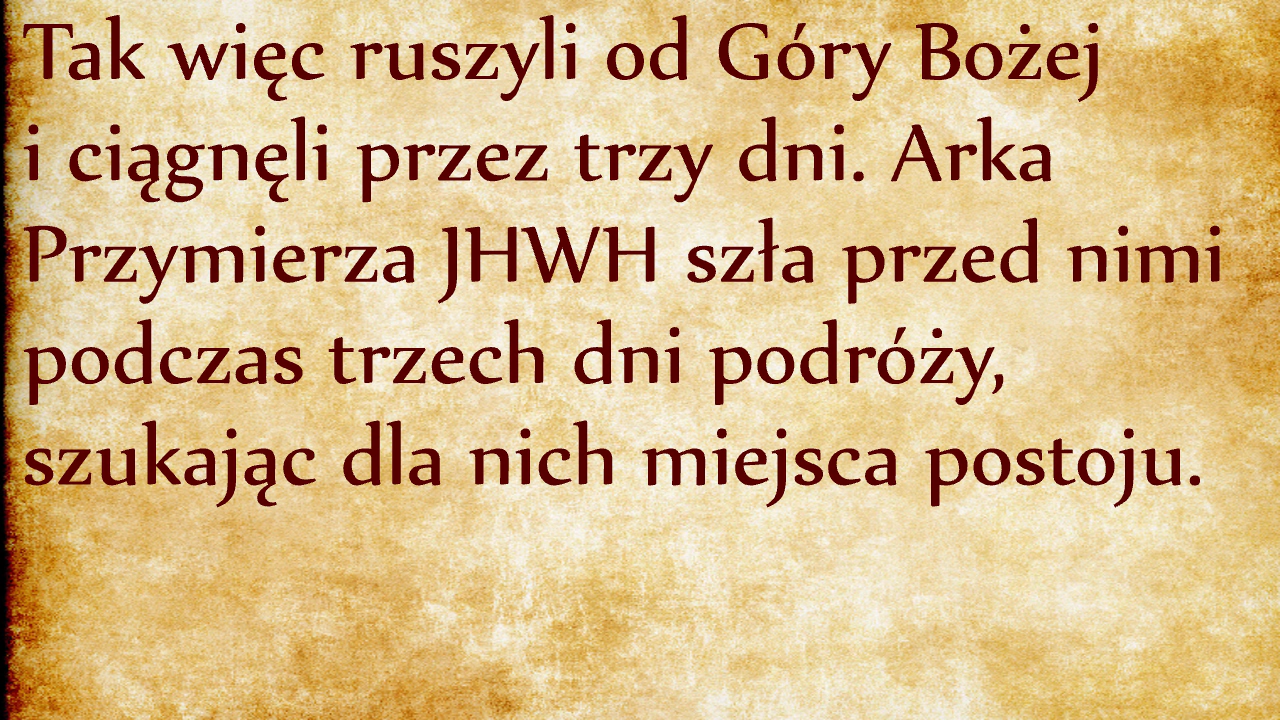 Tak więc ruszyli od Góry Bożej
i ciągnęli przez trzy dni. Arka
Przymierza JHWH szła przed nimi
podczas trzech dni podróży,
szukając dla nich miejsca postoju.